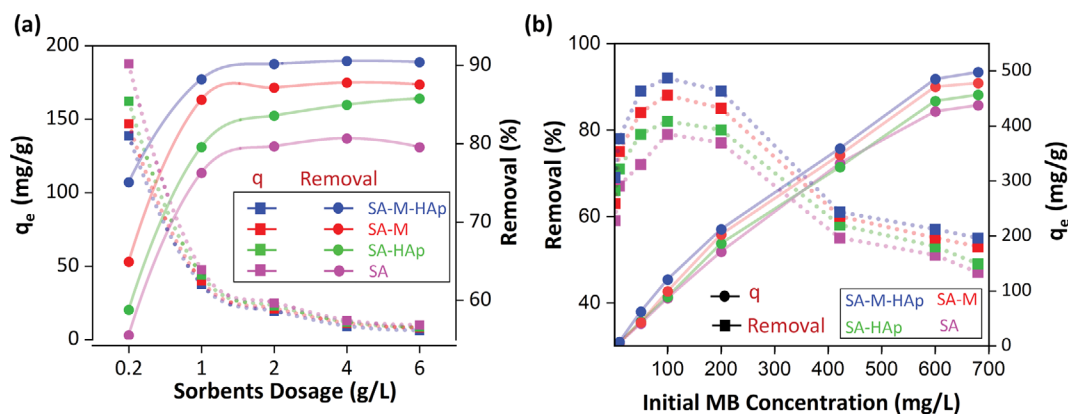 (a)
200
150
100
50
0
qe (mg/g)
90
80
70
60
Removal (%)
q Removal
SA-M-HAp
SA-M
SA-HAp
SA
0.2 1 2 4 6
Sorbents Dosage (g/L)
(b)
100
80
60
40
Removal (%)
500
400
300
200
100
0
qe (mg/g)
q
Removal
SA-M-HAp SA-M
SA-HAp SA
100 200 300 400 500 600 700
Initial MB Concentration (mg/L)